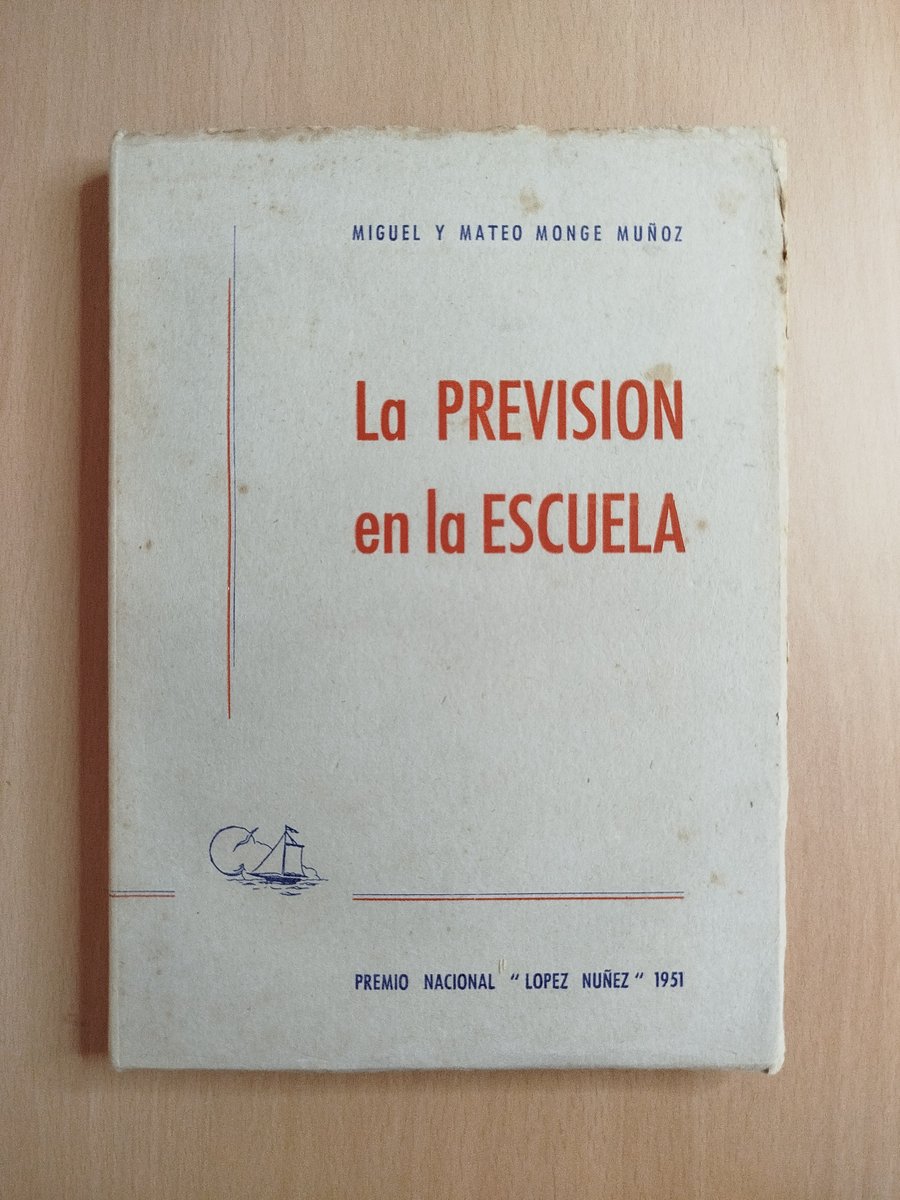 MIGUEL Y MATEO MONGE MUÑOZ
La PREVISION
en la ESCUELA
PREMIO NACIONAL "LOPEZ NUÑEZ" 1951